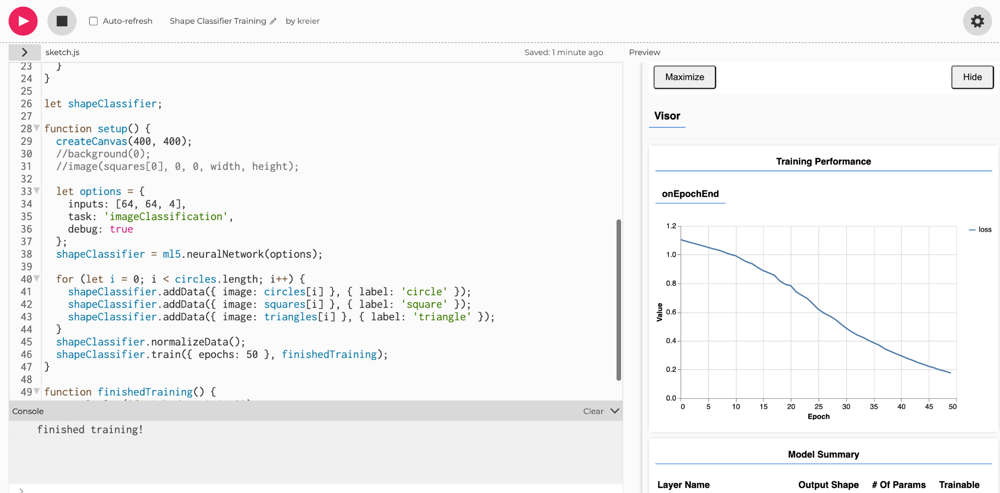 Auto-refresh Shape Classifier Training by kreier
sketch.js Saved: 1 minute ago Preview
23 }
24 }
25
26 let shapeClassifier;
27
28 function setup() {
29 createCanvas(400, 400);
30 //background(0);
31 //image(squares[0], 0, 0, width, height);
32
33 let options = {
34 inputs: [64, 64, 4],
35 task: 'imageClassification',
36 debug: true
37 };
38 shapeClassifier = ml5.neuralNetwork(options);
39
40 for (let i = 0; i < circles.length; i++) {
41 shapeClassifier.addData({ image: circles[i] }, { label: 'circle' });
42 shapeClassifier.addData({ image: squares[i] }, { label: 'square' });
43 shapeClassifier.addData({ image: triangles[i] }, { label: 'triangle' });
44 }
45 shapeClassifier.normalizeData();
46 shapeClassifier.train({ epochs: 50 }, finishedTraining);
47 }
48
49 function finishedTraining() {
Console Clear
finished training!
Maximize Hide
Visor
Training Performance
onEpochEnd
1.2
1.0
0.8
0.6
0.4
0.2
0.0
Value
0 5 10 15 20 25 30 35 40 45 50
Epoch
loss
Model Summary
Layer Name Output Shape # Of Params Trainable